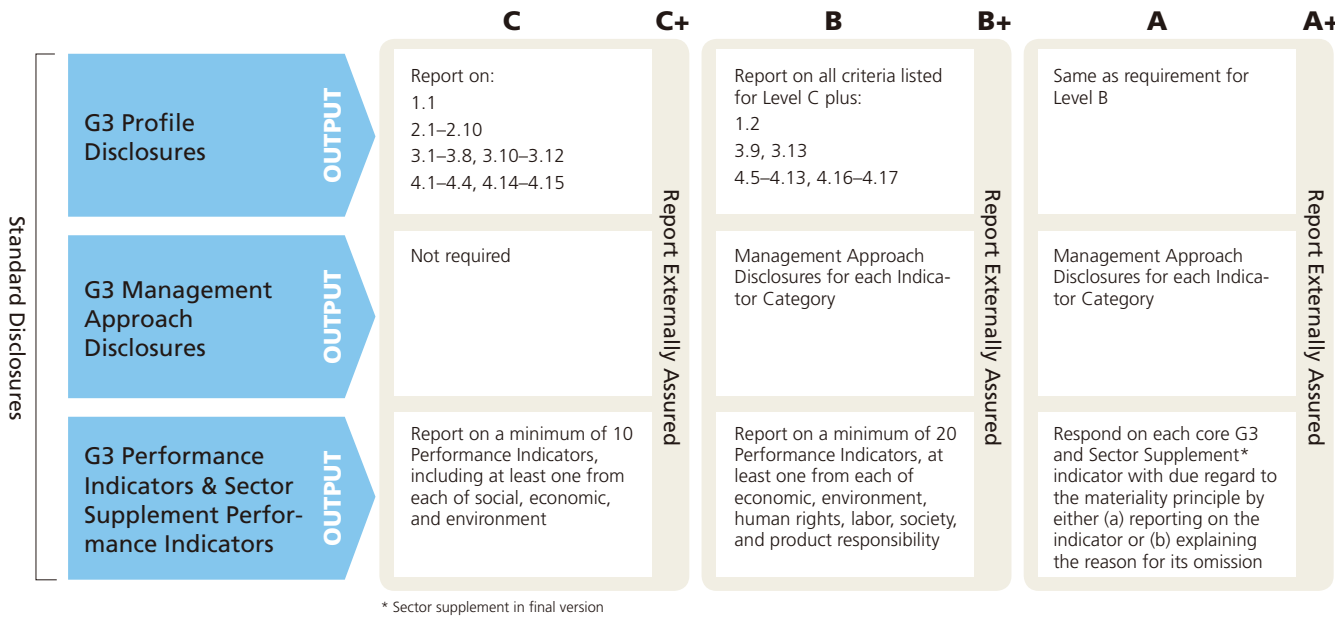 C
C+
B
B+
A
A+
Standard Disclosures
G3 Profile
Disclosures
OUTPUT
Report on:
1.1
2.1–2.10
3.1–3.8, 3.10–3.12
4.1–4.4, 4.14–4.15
Report on all criteria listed
for Level C plus:
1.2
3.9, 3.13
4.5–4.13, 4.16–4.17
Same as requirement for
Level B
G3 Management
Approach
Disclosures
OUTPUT
Not required
Management Approach
Disclosures for each Indica-
tor Category
Management Approach
Disclosures for each Indica-
tor Category
G3 Performance
Indicators & Sector
Supplement Perfor-
mance Indicators
OUTPUT
Report on a minimum of 10
Performance Indicators,
including at least one from
each of social, economic,
and environment
Report on a minimum of 20
Performance Indicators, at
least one from each of
economic, environment,
human rights, labor, society,
and product responsibility
Respond on each core G3
and Sector Supplement*
indicator with due regard to
the materiality principle by
either (a) reporting on the
indicator or (b) explaining
the reason for its omission
Report Externally Assured
Report Externally Assured
Report Externally Assured
* Sector supplement in final version